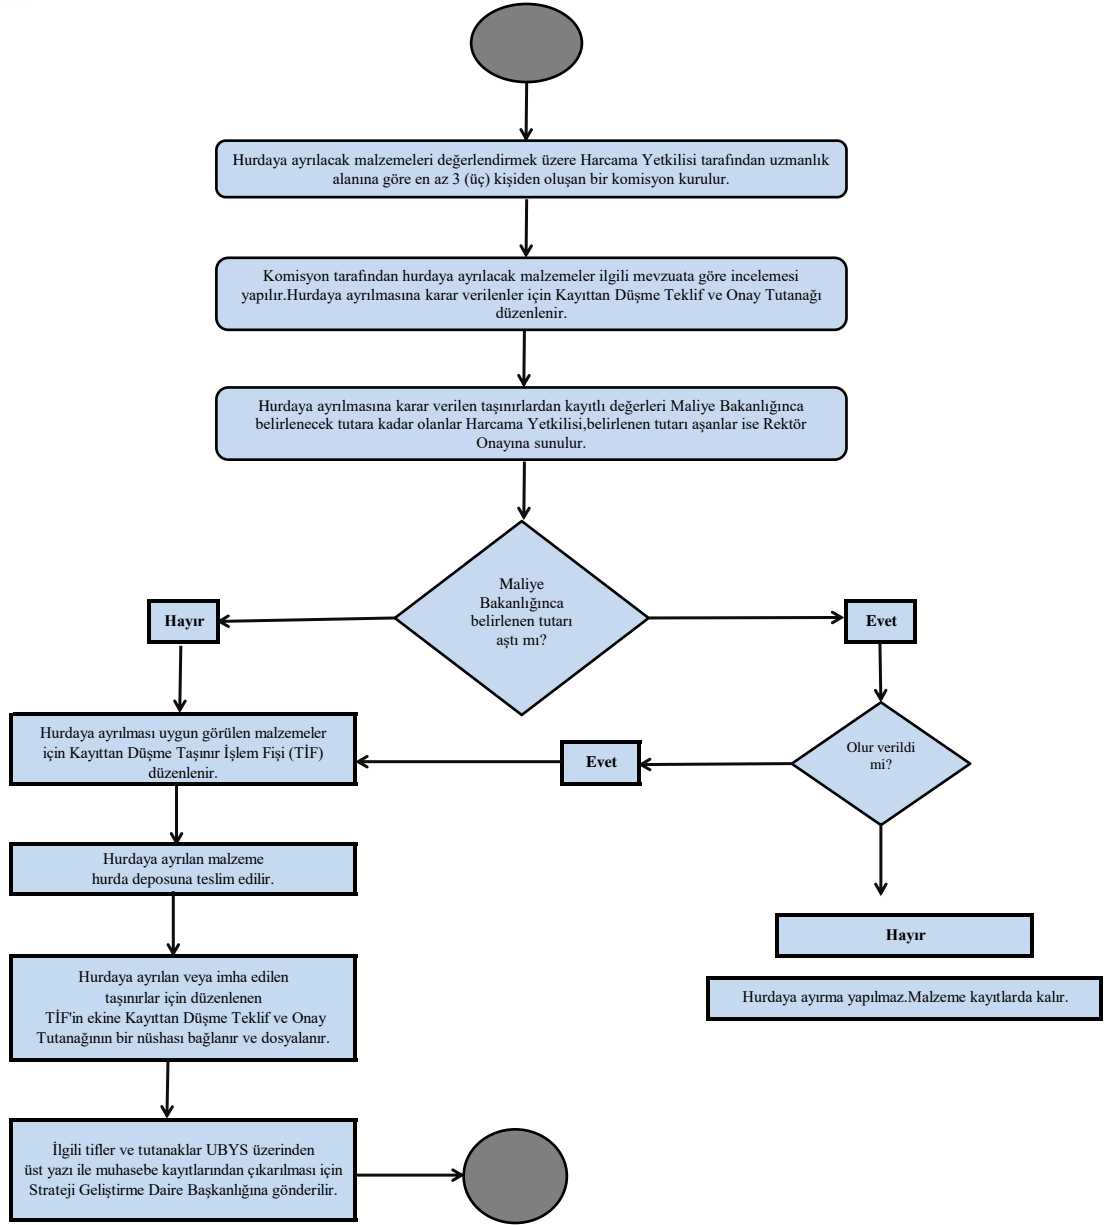 Hurdaya ayrılacak malzemeleri değerlendirmek üzere Harcama Yetkilisi tarafından uzmanlık
alanına göre en az 3 (üç) kişiden oluşan bir komisyon kurulur.
Komisyon tarafından hurdaya ayrılacak malzemeler ilgili mevzuata göre incelemesi
yapılır.Hurdaya ayrılmasına karar verilenler için Kayıttan Düşme Teklif ve Onay Tutanağı
düzenlenir.
Hurdaya ayrılmasına karar verilen taşınırlardan kayıtlı değerleri Maliye Bakanlığınca
belirlenecek tutara kadar olanlar Harcama Yetkilisi,belirlenen tutarı aşanlar ise Rektör
Onayına sunulur.
Maliye
Bakanlığınca
belirlenen tutarı
aştı mı?
Hayır
Evet
Hurdaya ayrılması uygun görülen malzemeler
için Kayıttan Düşme Taşınır İşlem Fişi (TİF)
düzenlenir.
Evet
Olur verildi
mi?
Hurdaya ayrılan malzeme
hurda deposuna teslim edilir.
Hayır
Hurdaya ayırma yapılmaz.Malzeme kayıtlarda kalır.
Hurdaya ayrılan veya imha edilen
taşınırlar için düzenlenen
TİF'in ekine Kayıttan Düşme Teklif ve Onay
Tutanağının bir nüshası bağlanır ve dosyalanır.
İlgili tifler ve tutanaklar UBYS üzerinden
üst yazı ile muhasebe kayıtlarından çıkarılması için
Strateji Geliştirme Daire Başkanlığına gönderilir.